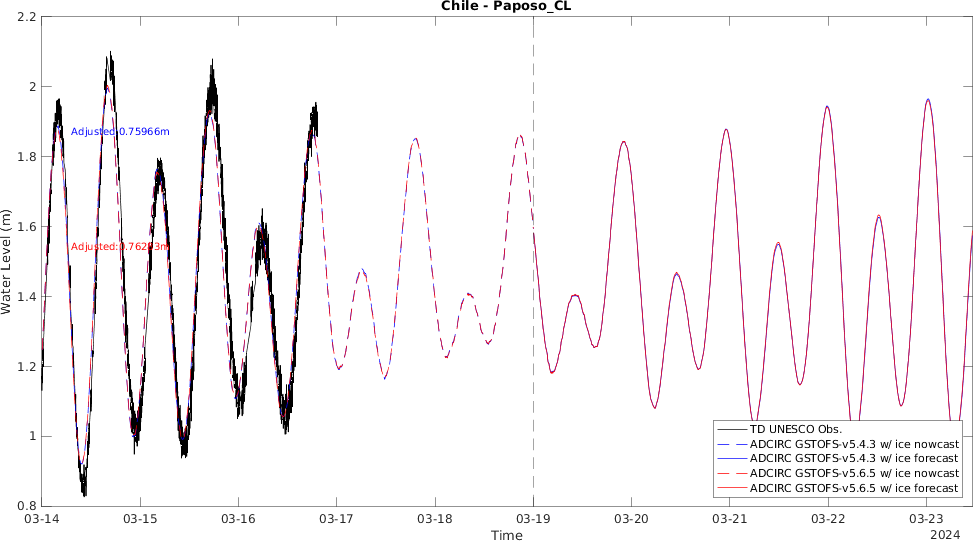 Chile - Paposo_CL
2.2
2
1.8
1.6
1.4
1.2
1
0.8
Water Level (m)
Adjusted:0.75966m
TD UNESCO Obs.
ADCIRC GSTOFS-v5.4.3 w/ ice nowcast
ADCIRC GSTOFS-v5.4.3 w/ ice forecast
ADCIRC GSTOFS-v5.6.5 w/ ice nowcast
ADCIRC GSTOFS-v5.6.5 w/ ice forecast
03-14 03-15 03-16 03-17 03-18 03-19 03-20 03-21 03-22 03-23
Time
2024